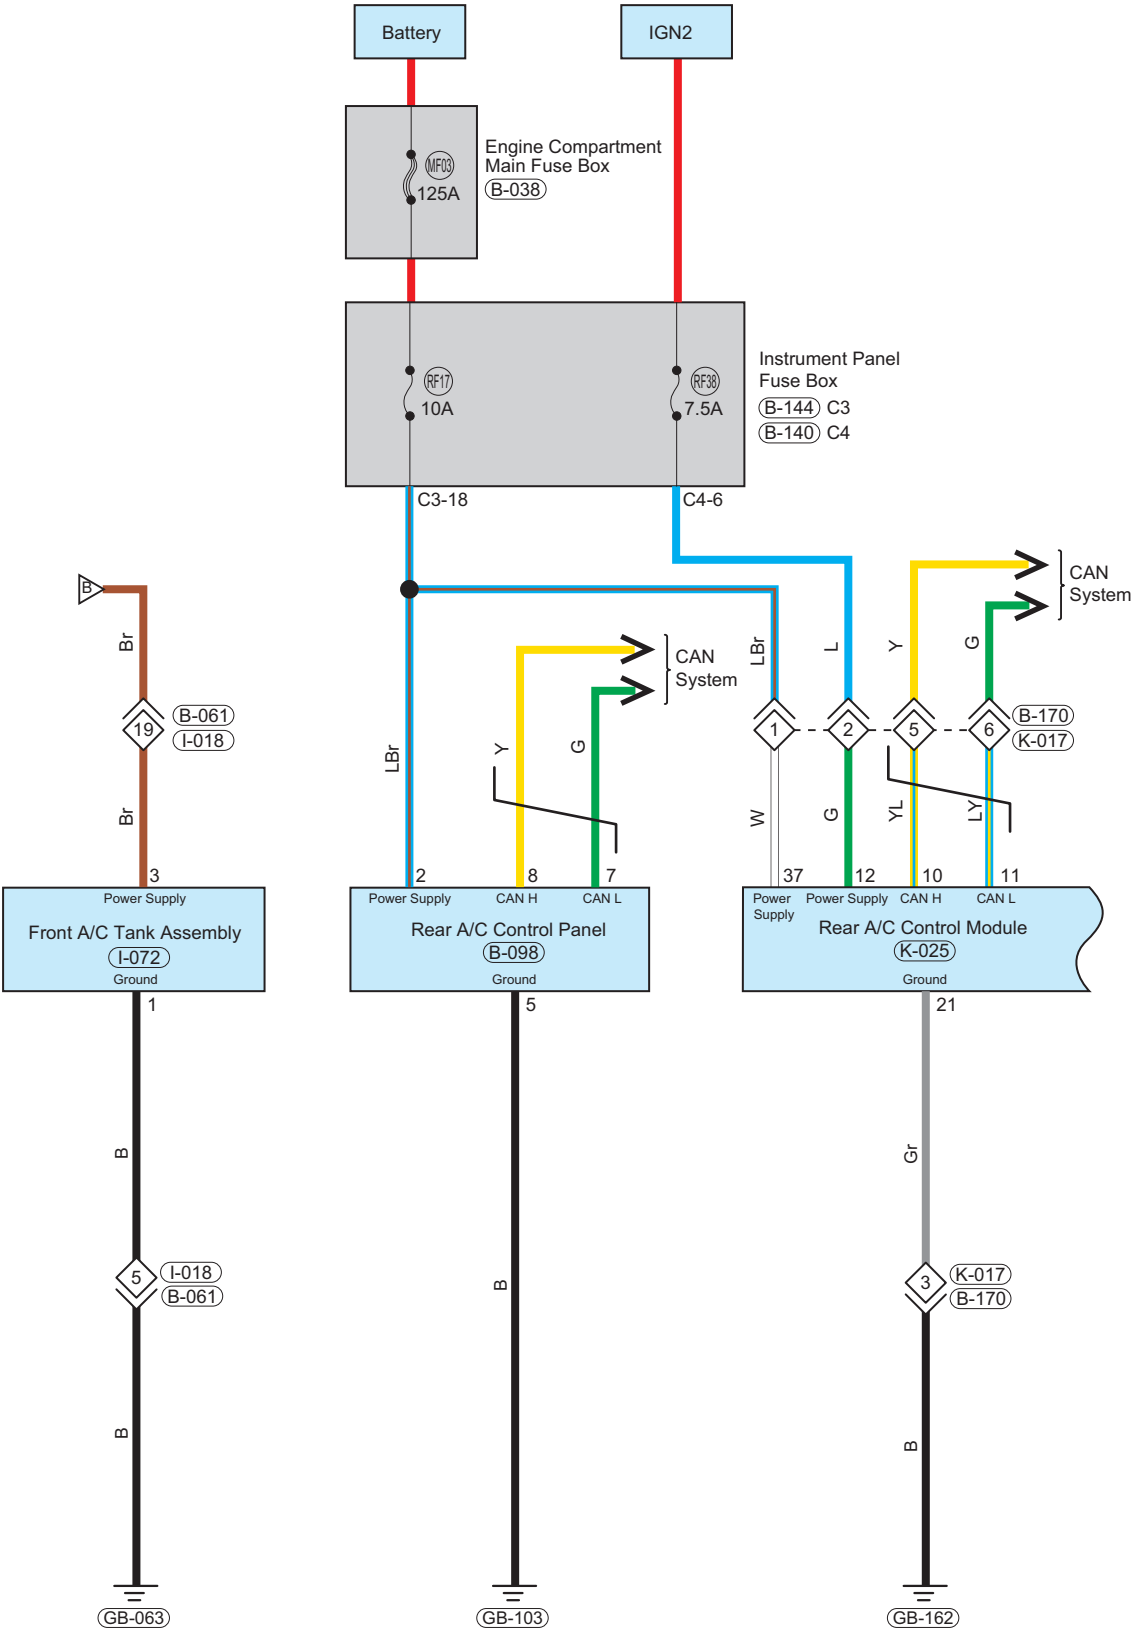 Battery
IGN2
MF03
125A
Engine Compartment
Main Fuse Box
B-038
RF17
10A
RF38
7.5A
Instrument Panel
Fuse Box
B-144 C3
B-140 C4
C3-18
C4-6
B
Br
19
B-061
I-018
Br
LBr
Y
G
CAN
System
LBr
L
Y
G
CAN
System
1
2
5
6
B-170
K-017
W
G
YL
LY
3
Power Supply
Front A/C Tank Assembly
I-072
Ground
1
2
8
7
Power Supply
CAN H
CAN L
Rear A/C Control Panel
B-098
Ground
5
37
12
10
11
Power
Supply
Power Supply
CAN H
CAN L
Rear A/C Control Module
K-025
Ground
21
B
5
I-018
B-061
B
GB-063
B
GB-103
Gr
3
K-017
B-170
B
GB-162